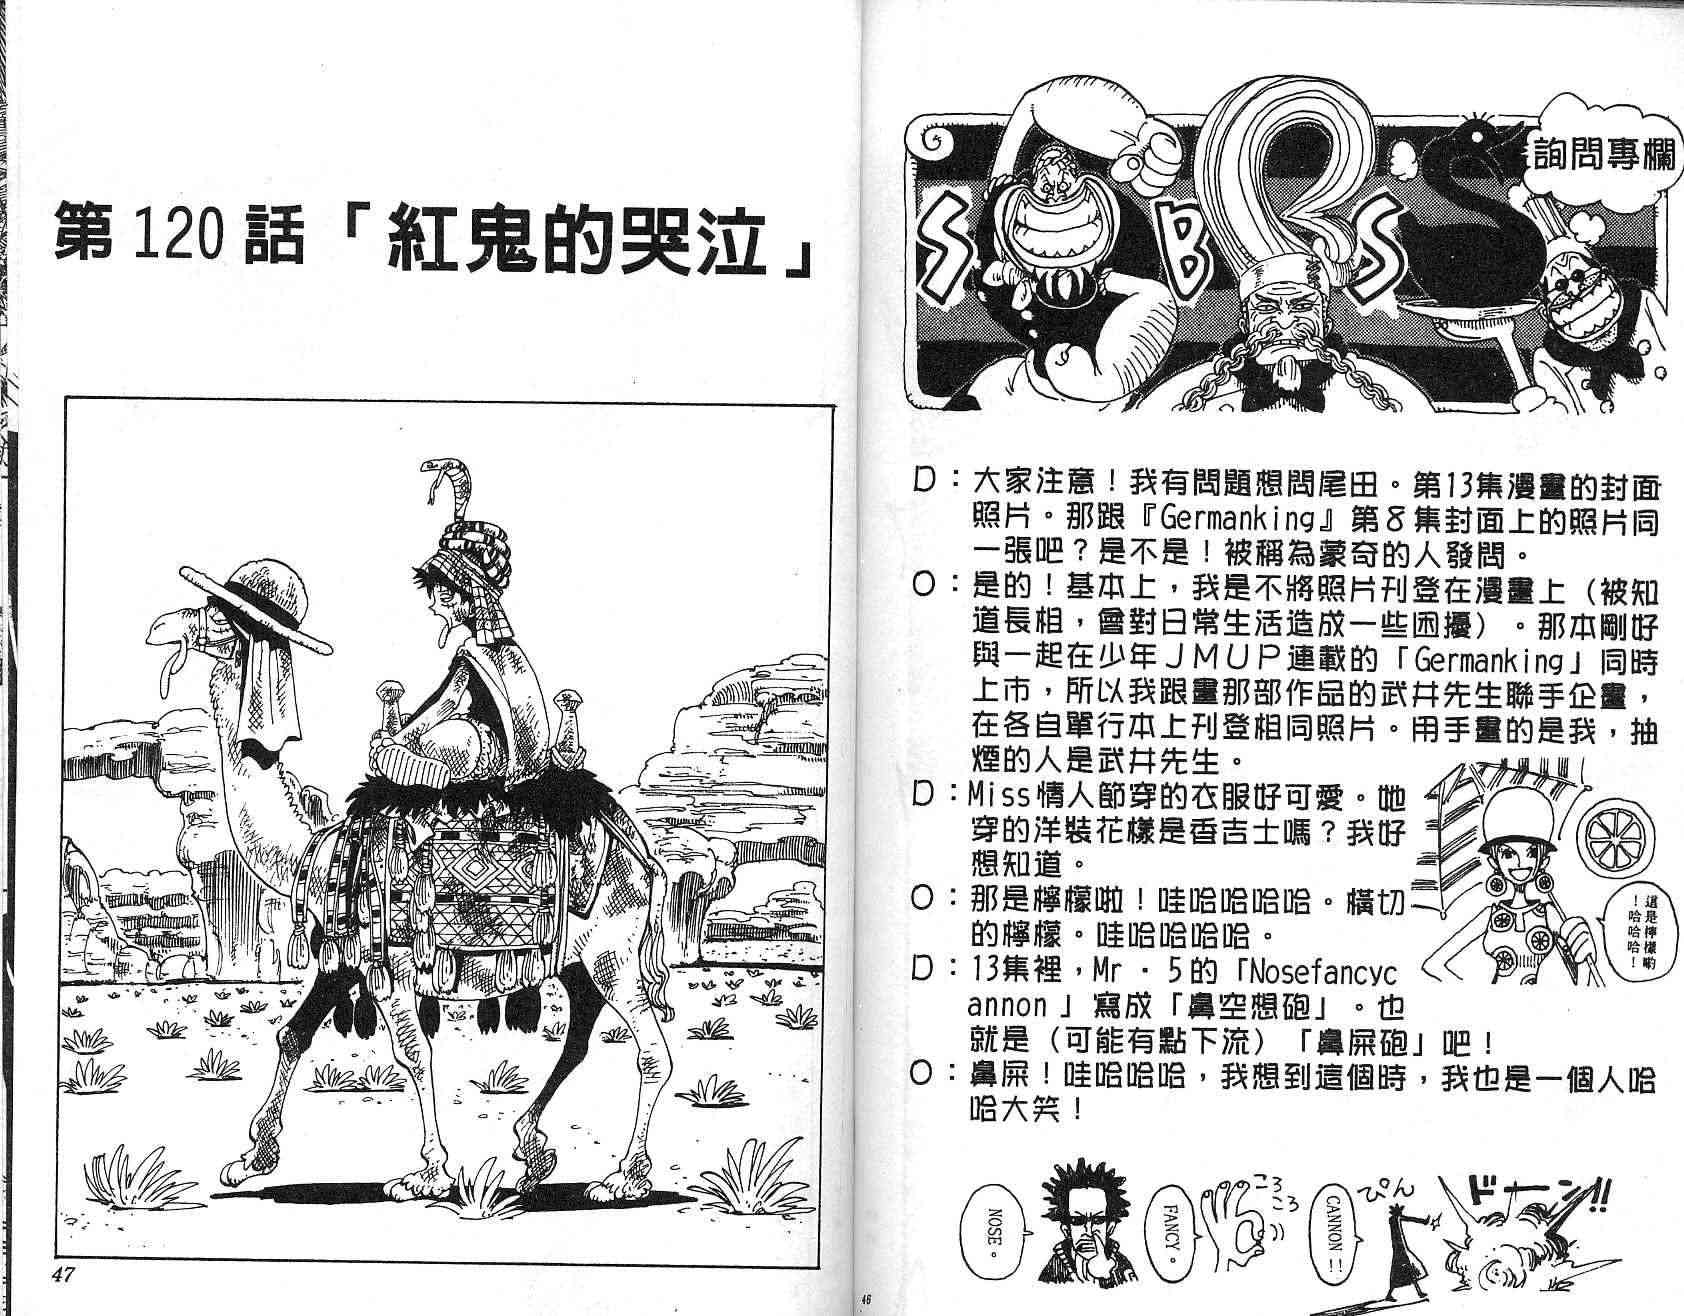 詢問專欄
SBS
D：大家注意！我有問題想問尾田。第13集漫畫的封面
照片。那跟『Germanking』第8集封面上的照片同
一張吧？是不是！被稱為蒙奇的人發問。
O：是的！基本上，我是不將照片刊登在漫畫上（被知
道長相，會對日常生活造成一些困擾）。那本剛好
與一起在少年JMUP連載的「Germanking」同時
上市，所以我跟畫那部作品的武井先生聯手企畫，
在各自單行本上刊登相同照片。用手畫的是我，抽
煙的人是武井先生。
D：Miss情人節穿的衣服好可愛。她
穿的洋裝花樣是香吉士嗎？我好
想知道。
O：那是檸檬啦！哇哈哈哈哈。橫切
的檸檬。哇哈哈哈哈。
這是檸檬喲
！哈哈哈！
D：13集裡，Mr．5的「Nosefancyc
annon」寫成「鼻空想砲」。也
就是（可能有點下流）「鼻屎砲」吧！
O：鼻屎！哇哈哈哈，我想到這個時，我也是一個人哈
哈大笑！
NOSE。
FANCY。
コロ
コロ
CANNON!!
ぴん
ドーン!!
46
第120話「紅鬼的哭泣」
47